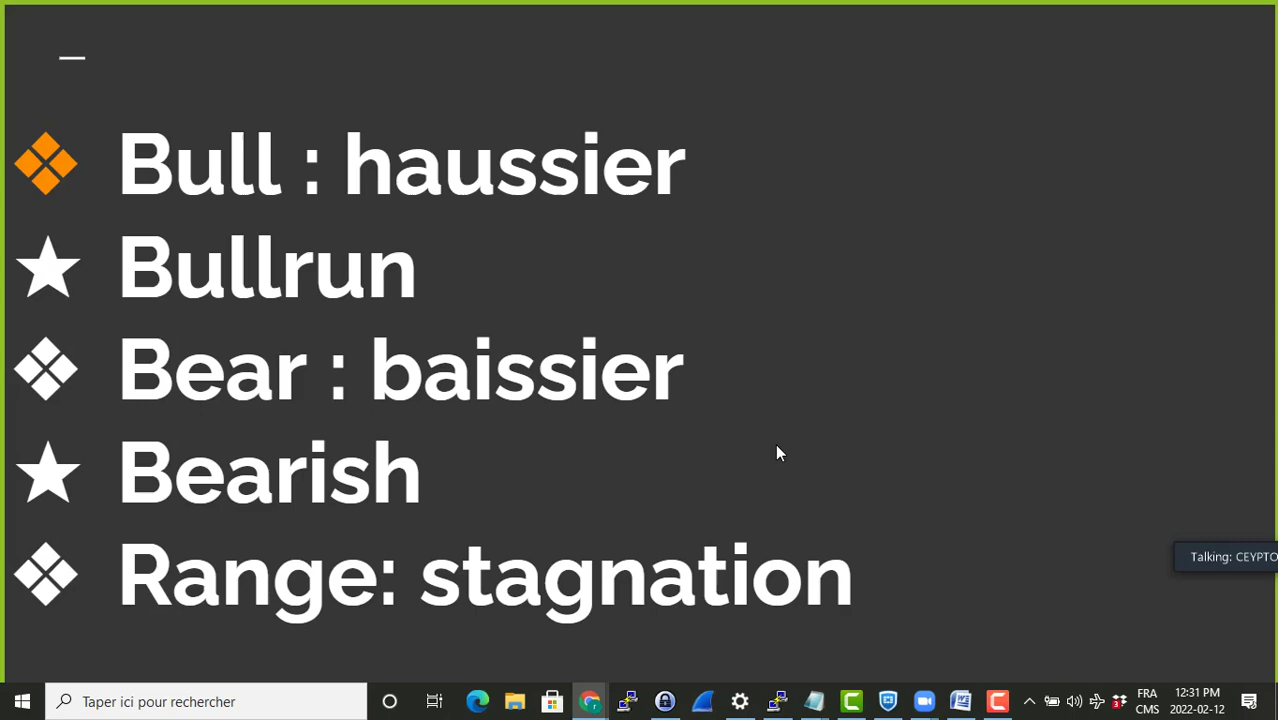 Bull : haussier
Bullrun
Bear : baissier
Bearish
Range: stagnation
Talking: CEYPTO
Taper ici pour rechercher
FRA
CMS
12:31 PM
2022-02-12
3